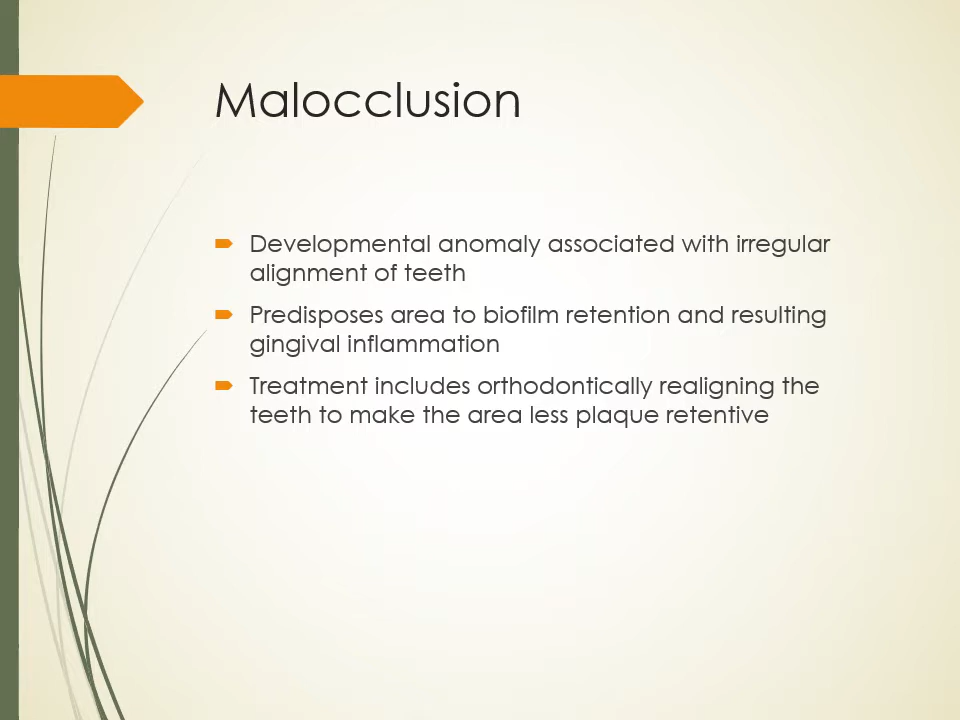 Malocclusion
Developmental anomaly associated with irregular
alignment of teeth
Predisposes area to biofilm retention and resulting
gingival inflammation
Treatment includes orthodontically realigning the
teeth to make the area less plaque retentive